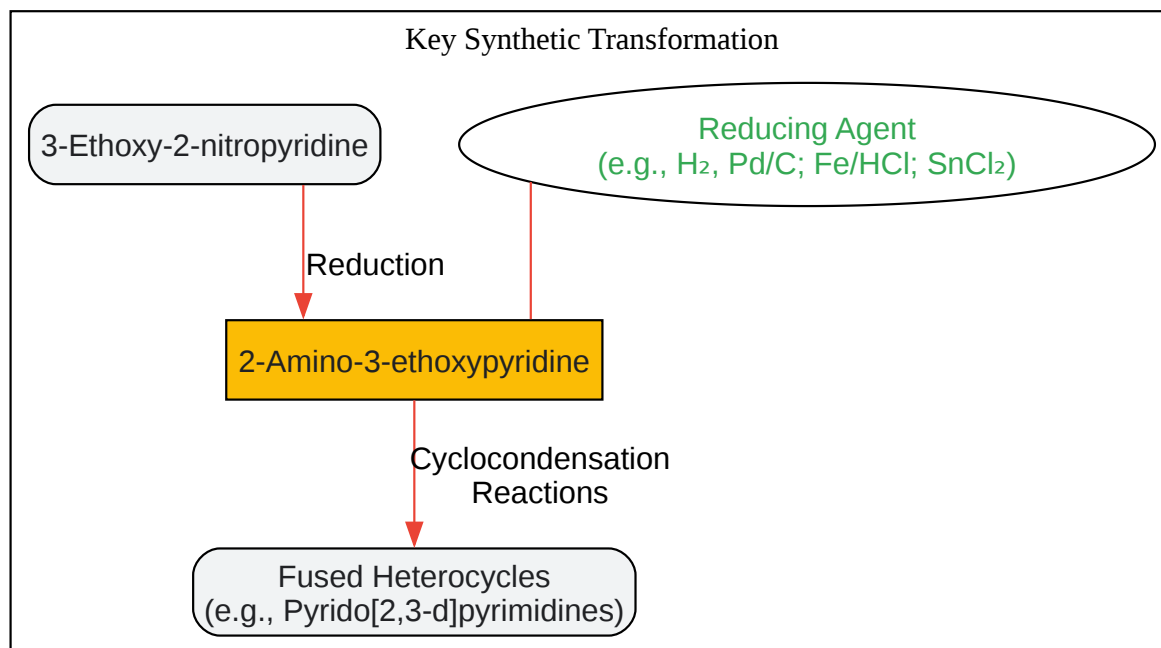 Key Synthetic Transformation
3-Ethoxy-2-nitropyridine
Reducing Agent
(e.g., H₂, Pd/C; Fe/HCl; SnCl₂)
Reduction
2-Amino-3-ethoxypyridine
Cyclocondensation
Reactions
Fused Heterocycles
(e.g., Pyrido[2,3-d]pyrimidines)